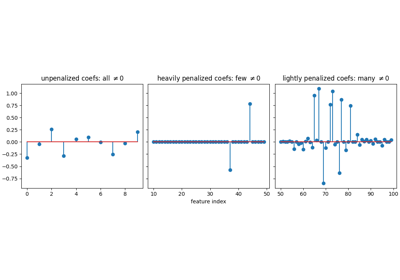 unpenalized coefs: all ≠0
heavily penalized coefs: few ≠0
lightly penalized coefs: many ≠0
1.00
0.75
0.50
0.25
0.00
−0.25
−0.50
−0.75
0 2 4 6 8
10 20 30 40 50
50 60 70 80 90 100
feature index